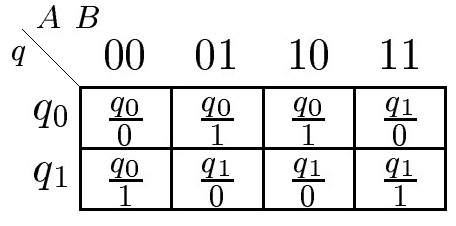 A B
q 00 01 10 11
q₀ q₀/0 q₀/1 q₀/1 q₁/0
q₁ q₀/1 q₁/0 q₁/0 q₁/1